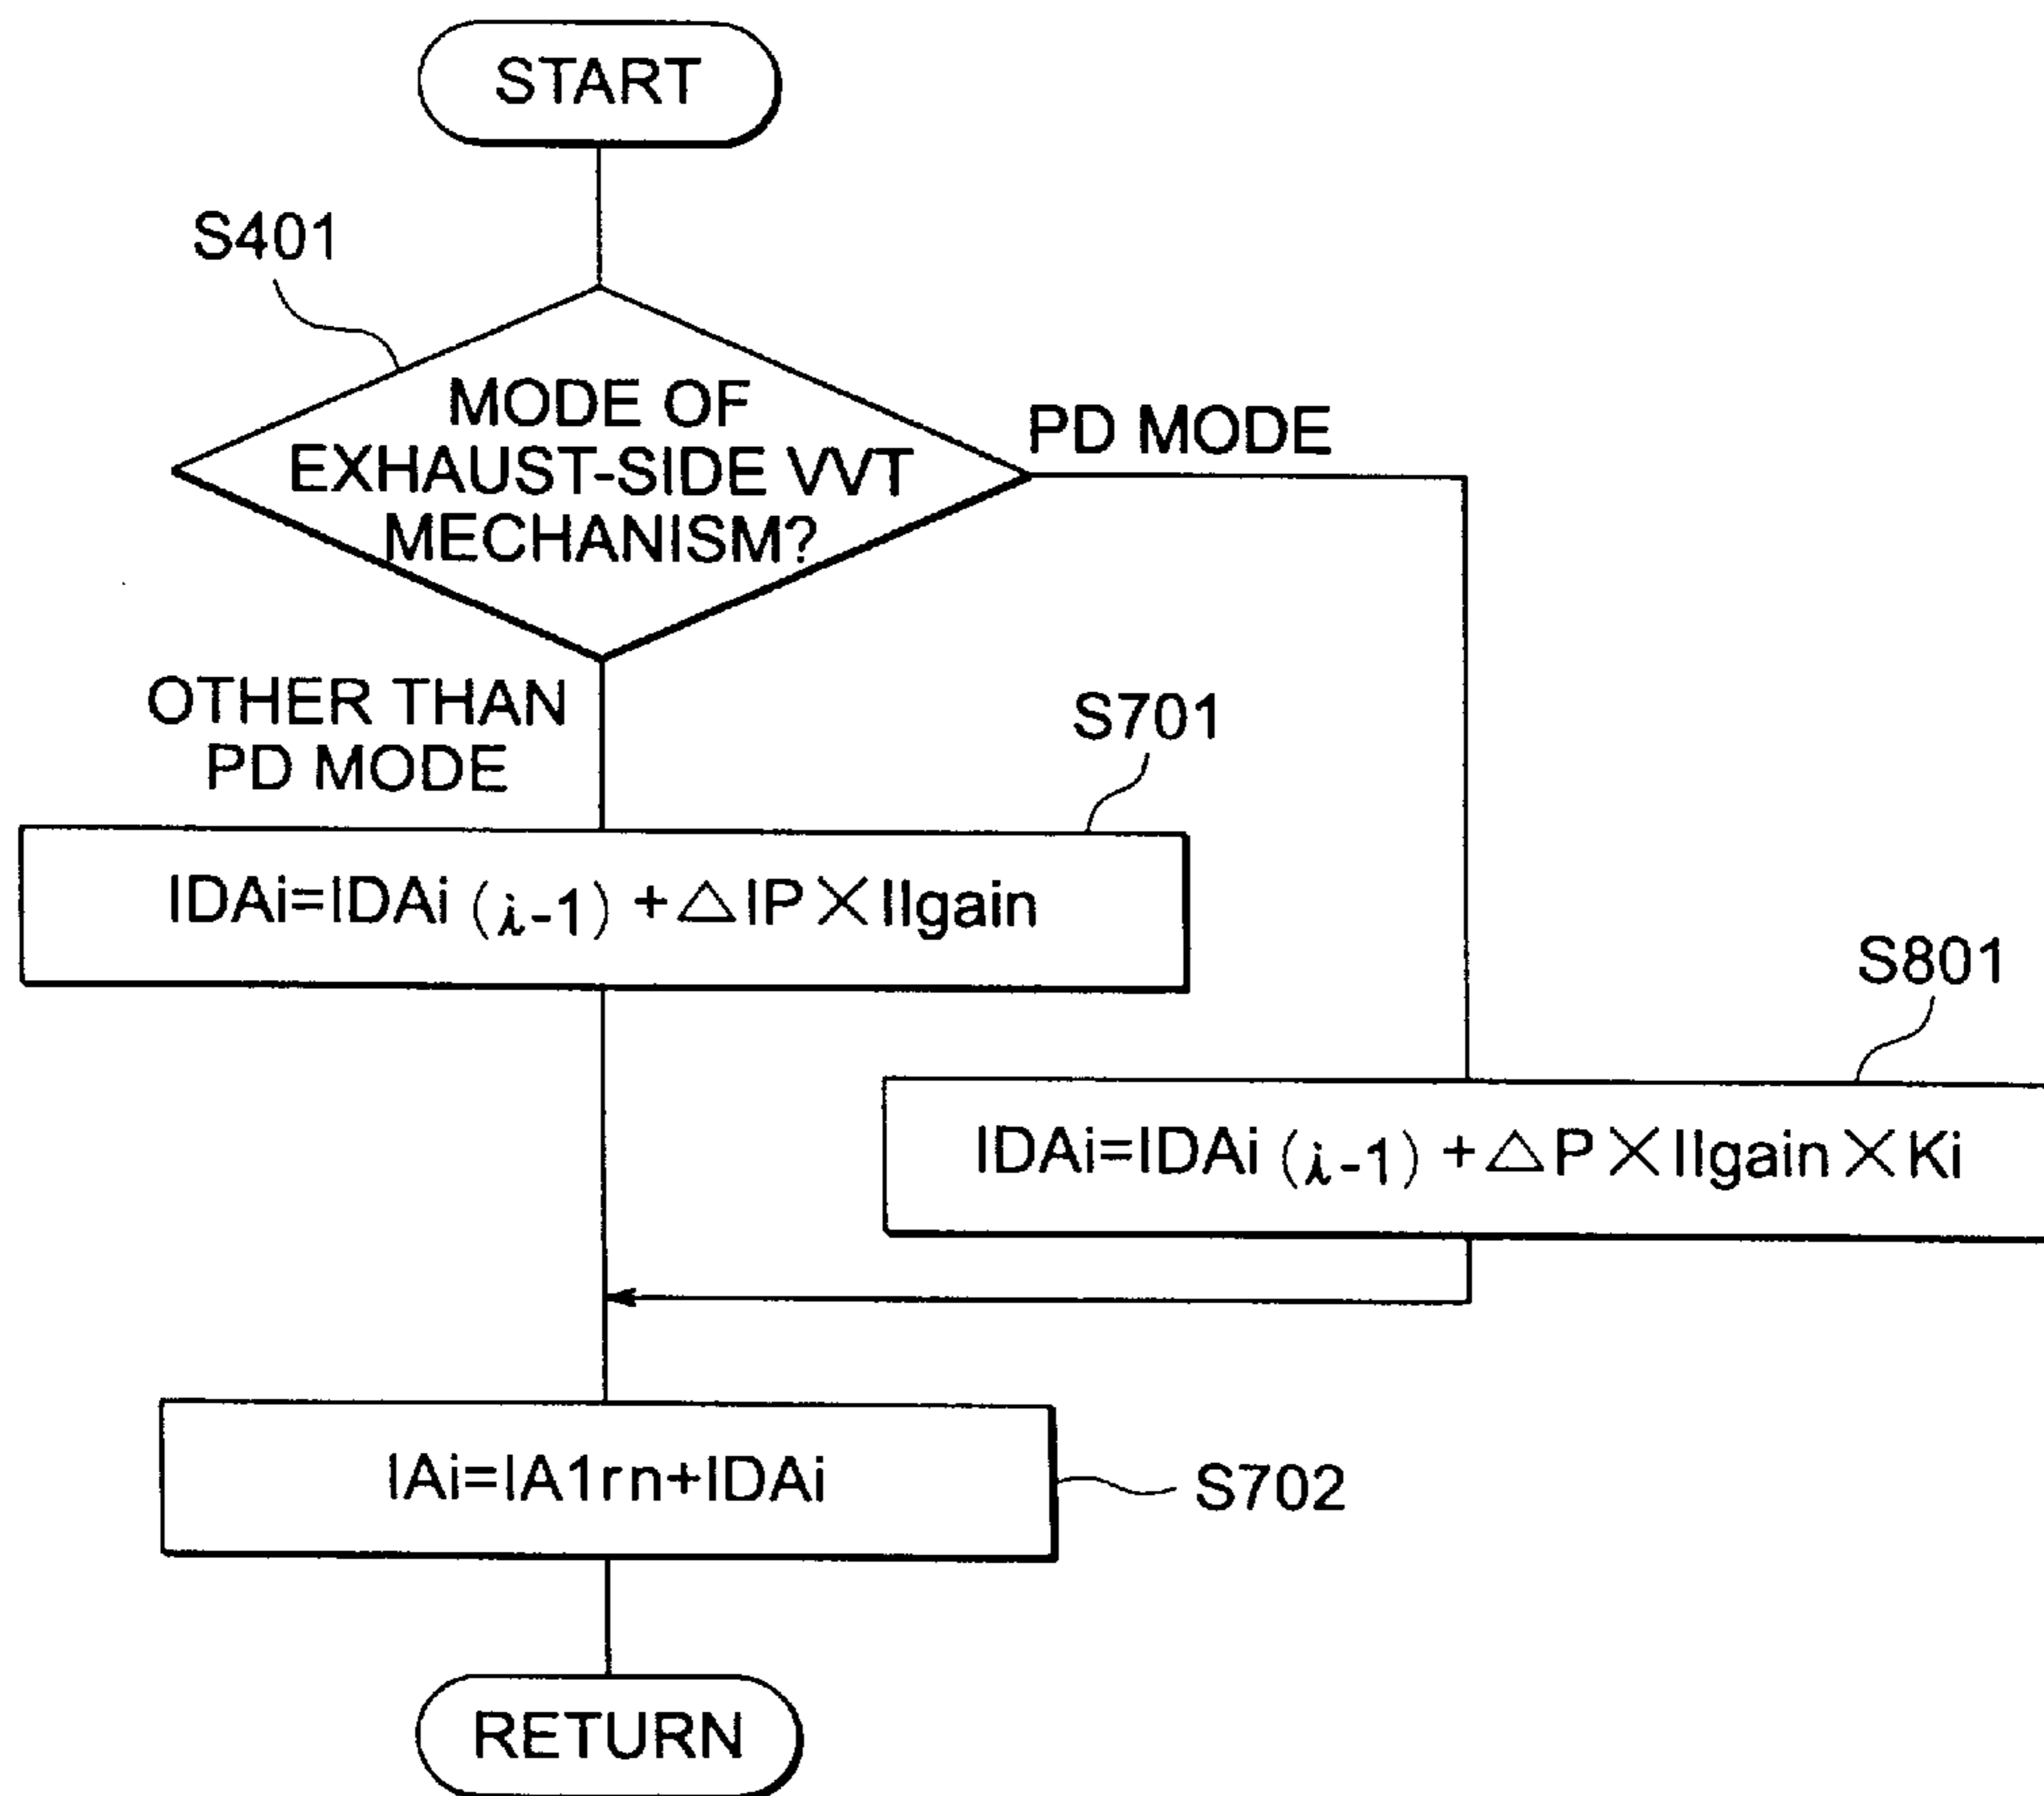 START
S401
MODE OF
EXHAUST-SIDE VVT
MECHANISM?
PD MODE
OTHER THAN
PD MODE
S701
IDAi=IDAi (i-1) +△IP×IIgain
S801
IDAi=IDAi (i-1) +△P×IIgain×Ki
IAi=IA1rn+IDAi
S702
RETURN